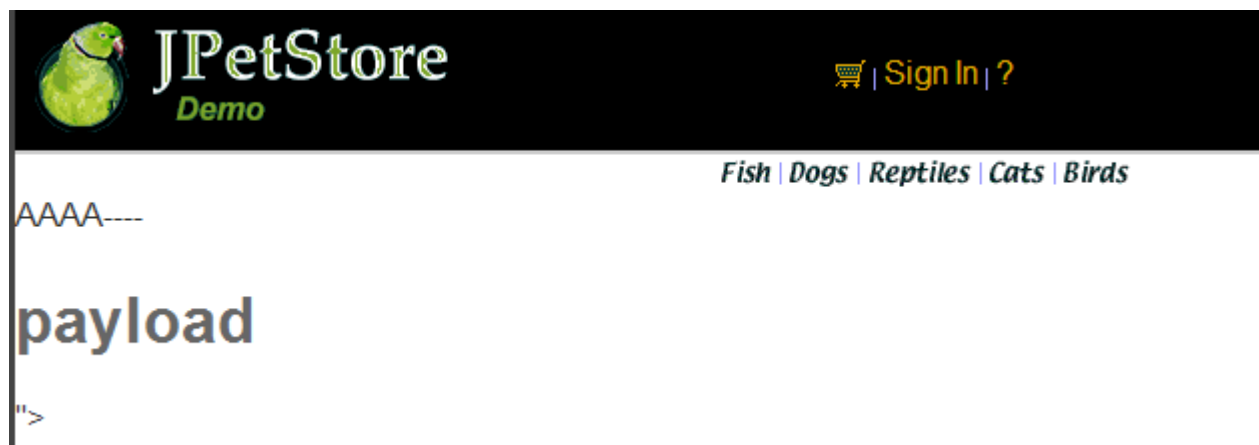 JPetStore
Demo
| Sign In | ?
Fish | Dogs | Reptiles | Cats | Birds
AAAA----
payload
">